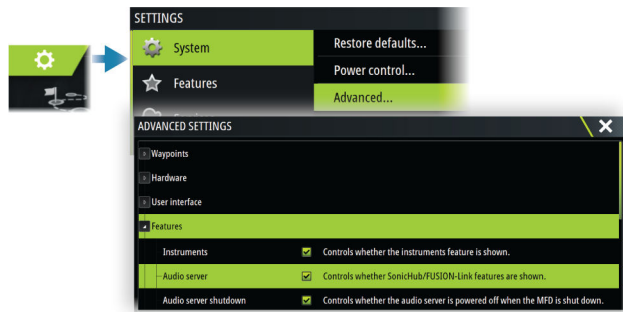 SETTINGS
System
Features
Restore defaults...
Power control...
Advanced...
ADVANCED SETTINGS
Waypoints
Hardware
User interface
Features
Instruments Controls whether the instruments feature is shown.
Audio server Controls whether SonicHub/FUSION-Link features are shown.
Audio server shutdown Controls whether the audio server is powered off when the MFD is shut down.